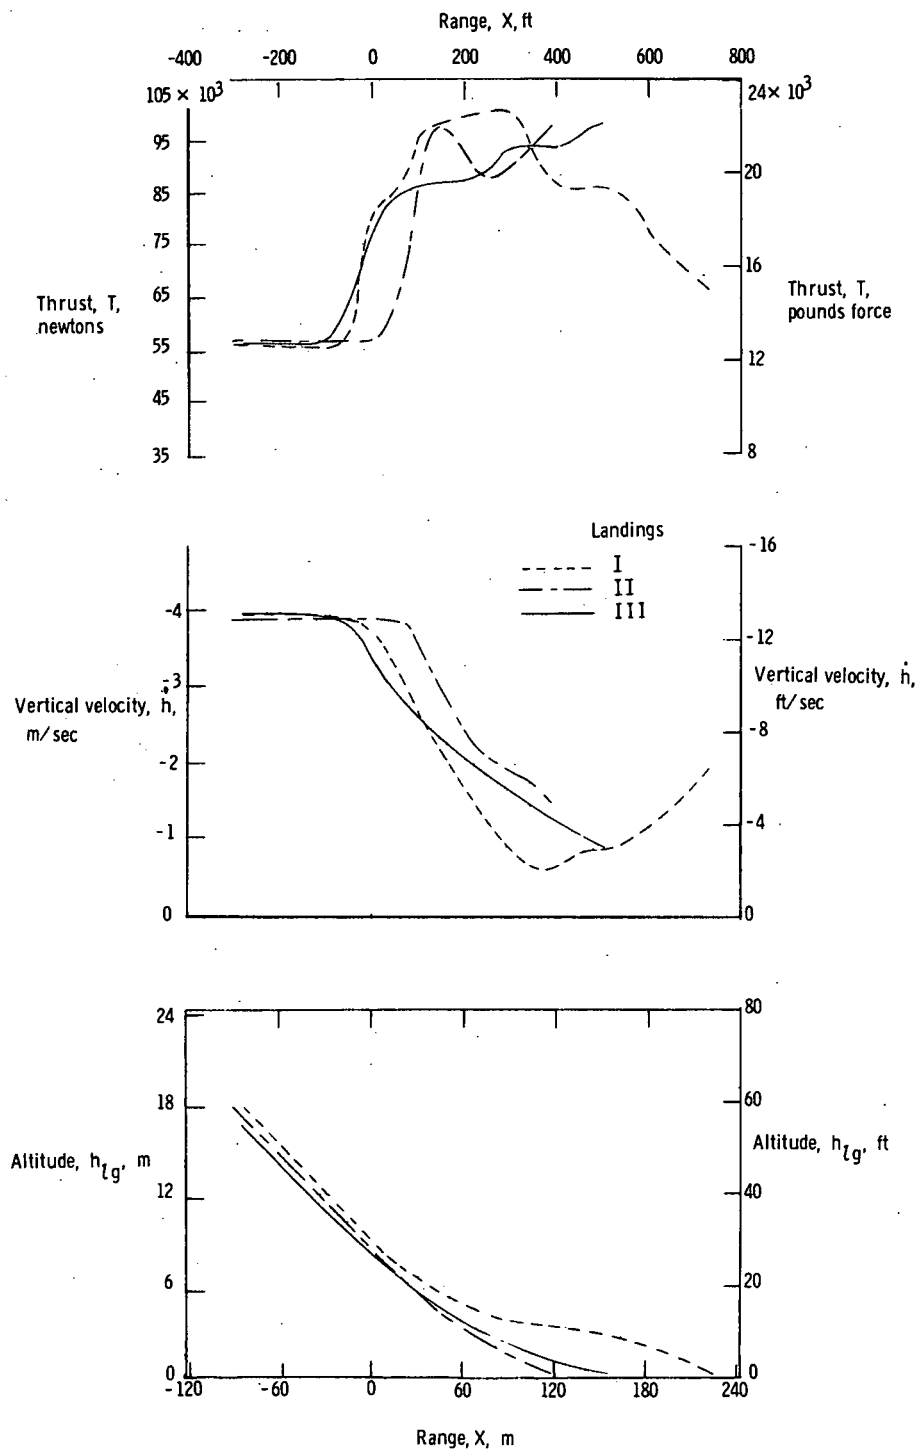 Range, X, ft
-400 -200 0 200 400 600 800
105 × 10³
95
85
75
65
55
45
35
Thrust, T,
newtons
24× 10³
20
16
12
8
Thrust, T,
pounds force
Landings
I
II
III
-4
-3
-2
-1
0
Vertical velocity, ḣ,
m/sec
-16
-12
-8
-4
0
Vertical velocity, ḣ,
ft/sec
24
18
12
6
0
Altitude, hlg, m
80
60
40
20
0
Altitude, hlg, ft
-120 -60 0 60 120 180 240
Range, X, m